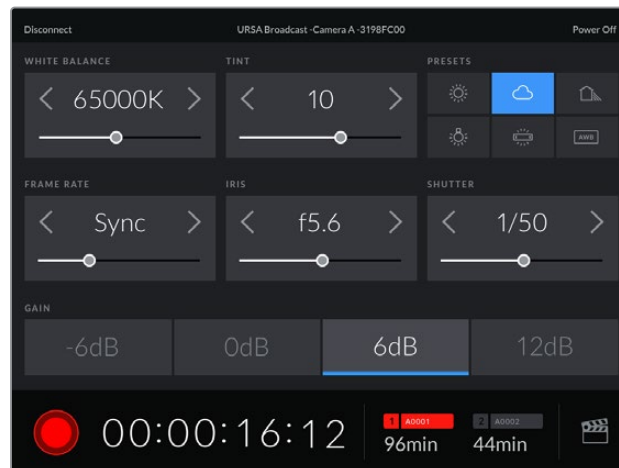 Disconnect URSA Broadcast -Camera A -3198FC00 Power Off
WHITE BALANCE TINT PRESETS
65000K 10
AWB
FRAME RATE IRIS SHUTTER
Sync f5.6 1/50
GAIN
-6dB 0dB 6dB 12dB
1 A0001 2 A0002
00:00:16:12 96min 44min